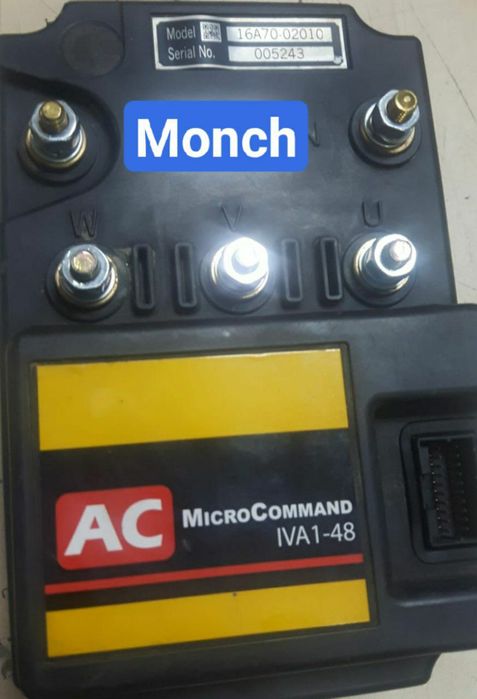 Model 16A70-02010
Serial No. 005243
Monch
W V U
AC MICROCOMMAND
IVA1-48